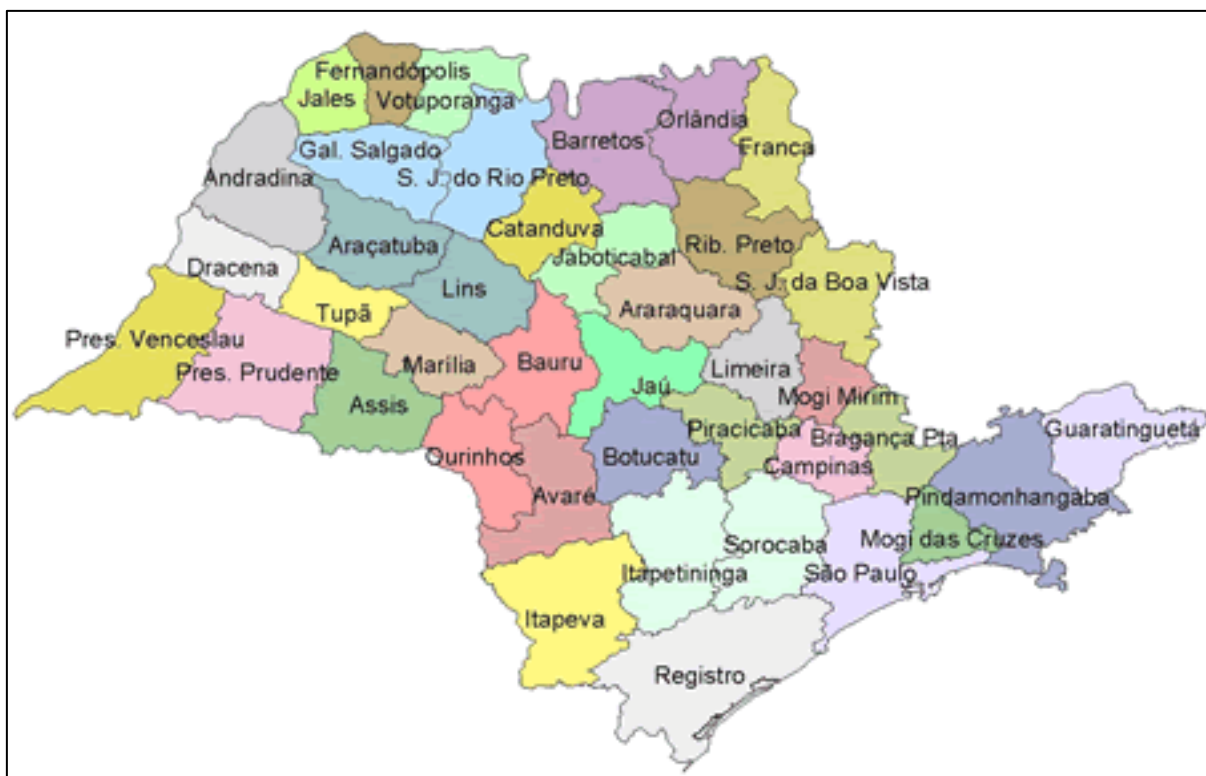 Fernandópolis
Jales
Votuporanga
Orlândia
Barretos
Franca
Gal. Salgado
Andradina
S. J. do Rio Preto
Catanduva
Araçatuba
Rib. Preto
Jaboticabal
Dracena
S. J. da Boa Vista
Lins
Araraquara
Tupã
Pres. Venceslau
Marília
Bauru
Limeira
Pres. Prudente
Jaú
Mogi Mirim
Assis
Piracicaba
Guaratinguetá
Bragança Pta
Ourinhos
Botucatu
Campinas
Avaré
Pindamonhangaba
Mogi das Cruzes
Sorocaba
Itapetininga
São Paulo
Itapeva
Registro